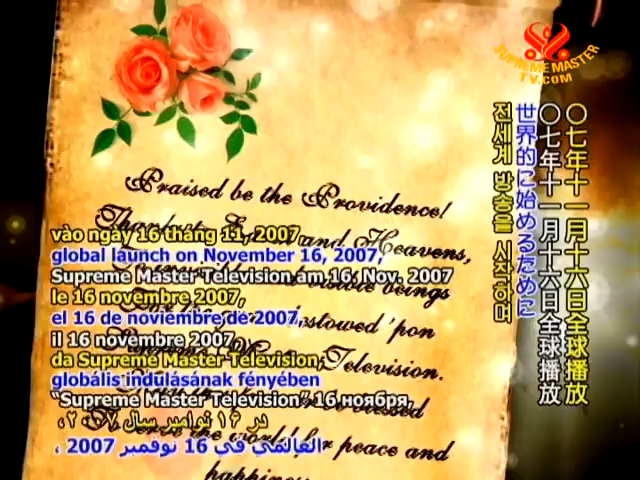 SUPREME MASTER
TV.COM
Praised be the Providence!
and Heavens,
beings
'pon
Television.
the world for peace and
happiness
vào ngày 16 tháng 11, 2007,
global launch on November 16, 2007,
Supreme Master Television am 16. Nov. 2007
le 16 novembre 2007,
el 16 de noviembre de 2007,
il 16 novembre 2007,
da Supreme Master Television,
globális indulásának fényében
"Supreme Master Television" 16 ноября,
در ۱۶ نوامبر سال ۲۰۰۷،
العالمي في 16 نوفمبر 2007 ،
〇七年十一月十六日全球播放
〇七年十一月十六日全球播放
世界的に始めるために
전세계 방송을 시작하며